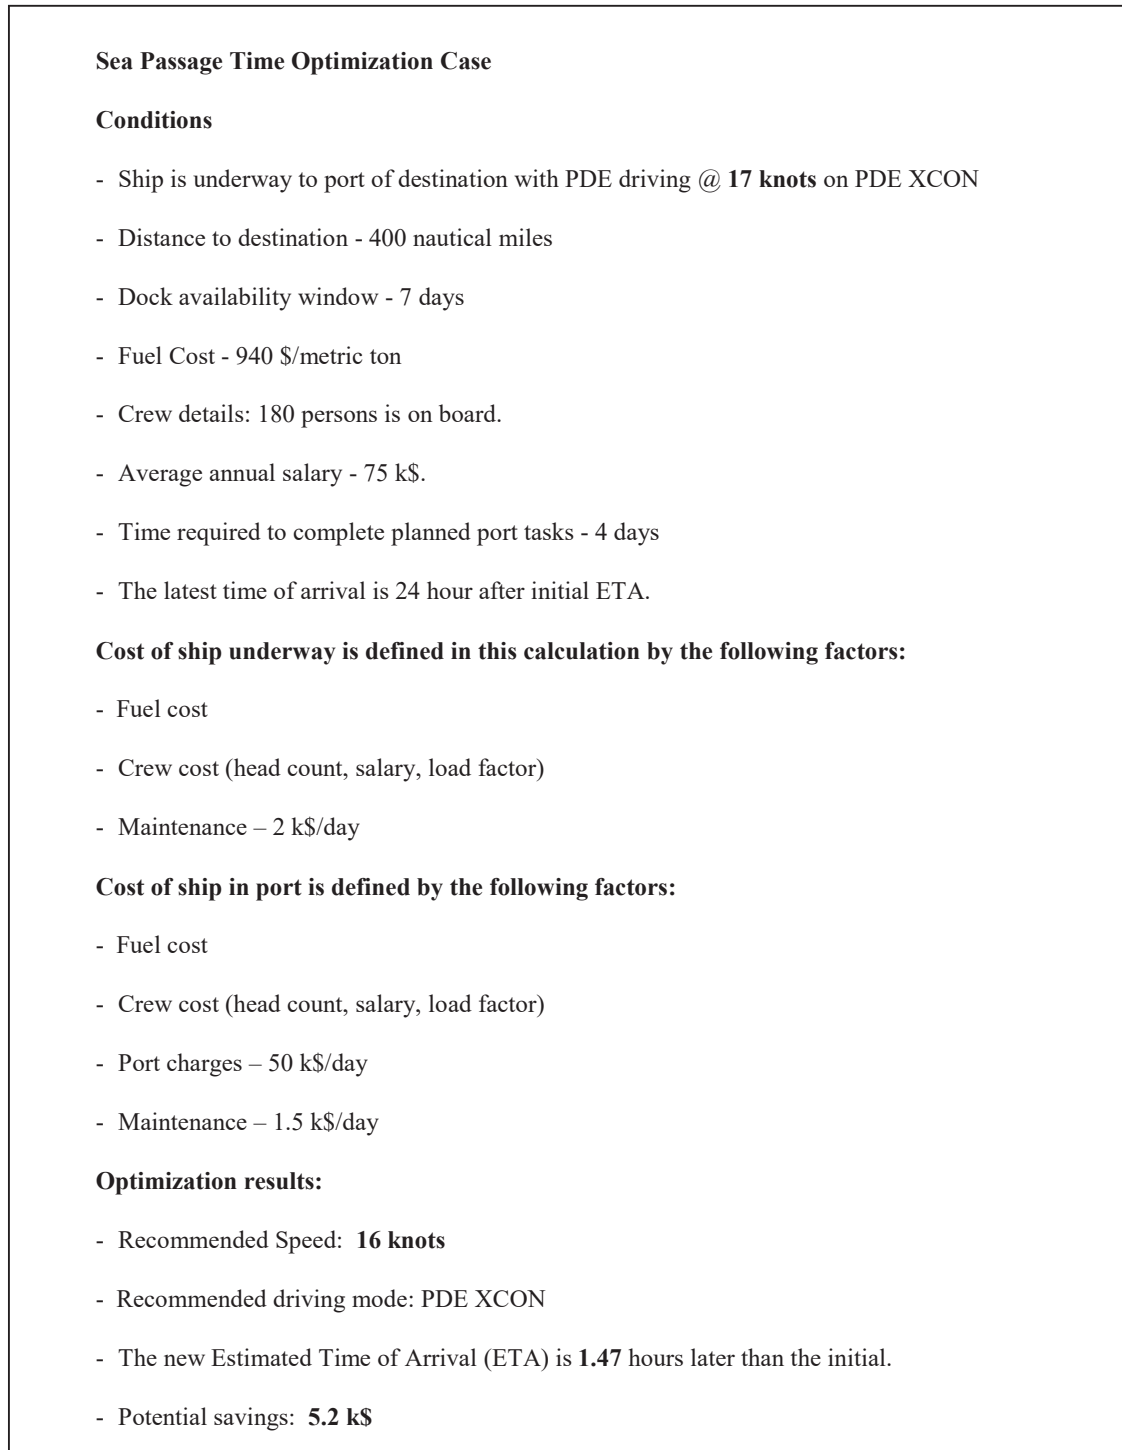 Sea Passage Time Optimization Case
Conditions
- Ship is underway to port of destination with PDE driving @ 17 knots on PDE XCON
- Distance to destination - 400 nautical miles
- Dock availability window - 7 days
- Fuel Cost - 940 $/metric ton
- Crew details: 180 persons is on board.
- Average annual salary - 75 k$.
- Time required to complete planned port tasks - 4 days
- The latest time of arrival is 24 hour after initial ETA.
Cost of ship underway is defined in this calculation by the following factors:
- Fuel cost
- Crew cost (head count, salary, load factor)
- Maintenance – 2 k$/day
Cost of ship in port is defined by the following factors:
- Fuel cost
- Crew cost (head count, salary, load factor)
- Port charges – 50 k$/day
- Maintenance – 1.5 k$/day
Optimization results:
- Recommended Speed: 16 knots
- Recommended driving mode: PDE XCON
- The new Estimated Time of Arrival (ETA) is 1.47 hours later than the initial.
- Potential savings: 5.2 k$